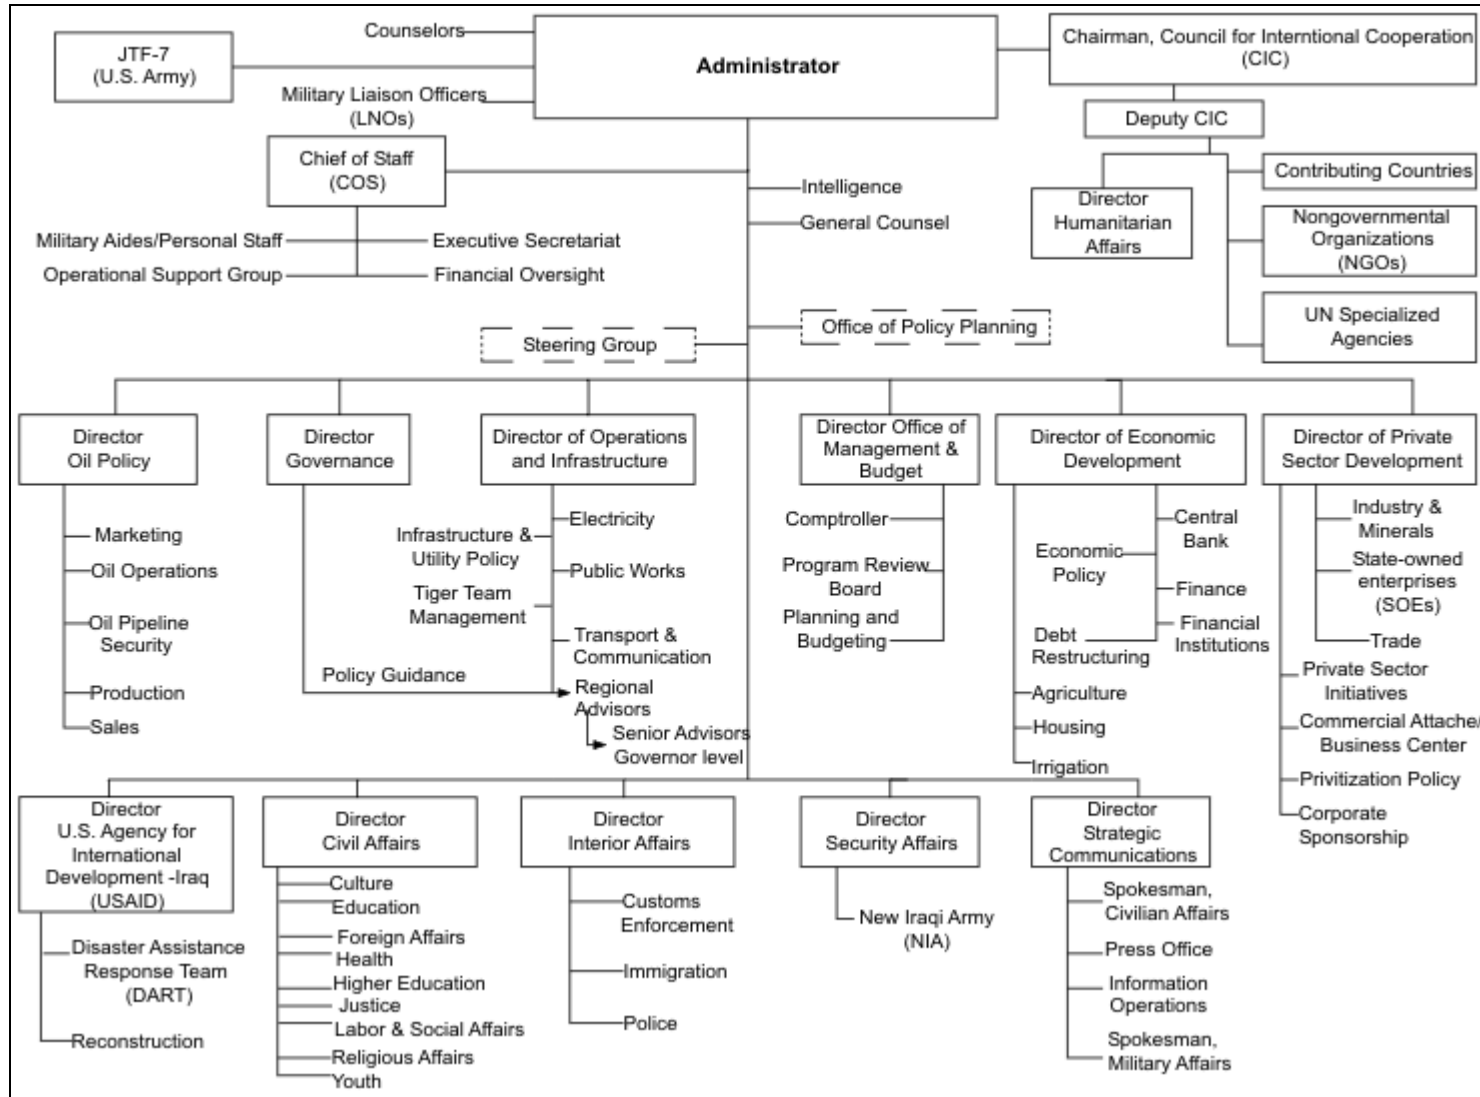 Counselors
JTF-7
(U.S. Army)
Administrator
Chairman, Council for Interntional Cooperation
(CIC)
Military Liaison Officers
(LNOs)
Deputy CIC
Chief of Staff
(COS)
Contributing Countries
Intelligence
General Counsel
Director
Humanitarian
Affairs
Nongovernmental
Organizations
(NGOs)
Military Aides/Personal Staff
Executive Secretariat
Operational Support Group
Financial Oversight
UN Specialized
Agencies
Office of Policy Planning
Steering Group
Director
Oil Policy
Director
Governance
Director of Operations
and Infrastructure
Director Office of
Management &
Budget
Director of Economic
Development
Director of Private
Sector Development
Marketing
Oil Operations
Oil Pipeline
Security
Production
Sales
Policy Guidance
Infrastructure &
Utility Policy
Tiger Team
Management
Electricity
Public Works
Transport &
Communication
Regional
Advisors
Senior Advisors
Governor level
Comptroller
Program Review
Board
Planning and
Budgeting
Economic
Policy
Debt
Restructuring
Central
Bank
Finance
Financial
Institutions
Agriculture
Housing
Irrigation
Industry &
Minerals
State-owned
enterprises
(SOEs)
Trade
Private Sector
Initiatives
Commercial Attache/
Business Center
Privitization Policy
Corporate
Sponsorship
Director
U.S. Agency for
International
Development -Iraq
(USAID)
Director
Civil Affairs
Director
Interior Affairs
Director
Security Affairs
Director
Strategic
Communications
Disaster Assistance
Response Team
(DART)
Reconstruction
Culture
Education
Foreign Affairs
Health
Higher Education
Justice
Labor & Social Affairs
Religious Affairs
Youth
Customs
Enforcement
Immigration
Police
New Iraqi Army
(NIA)
Spokesman,
Civilian Affairs
Press Office
Information
Operations
Spokesman,
Military Affairs